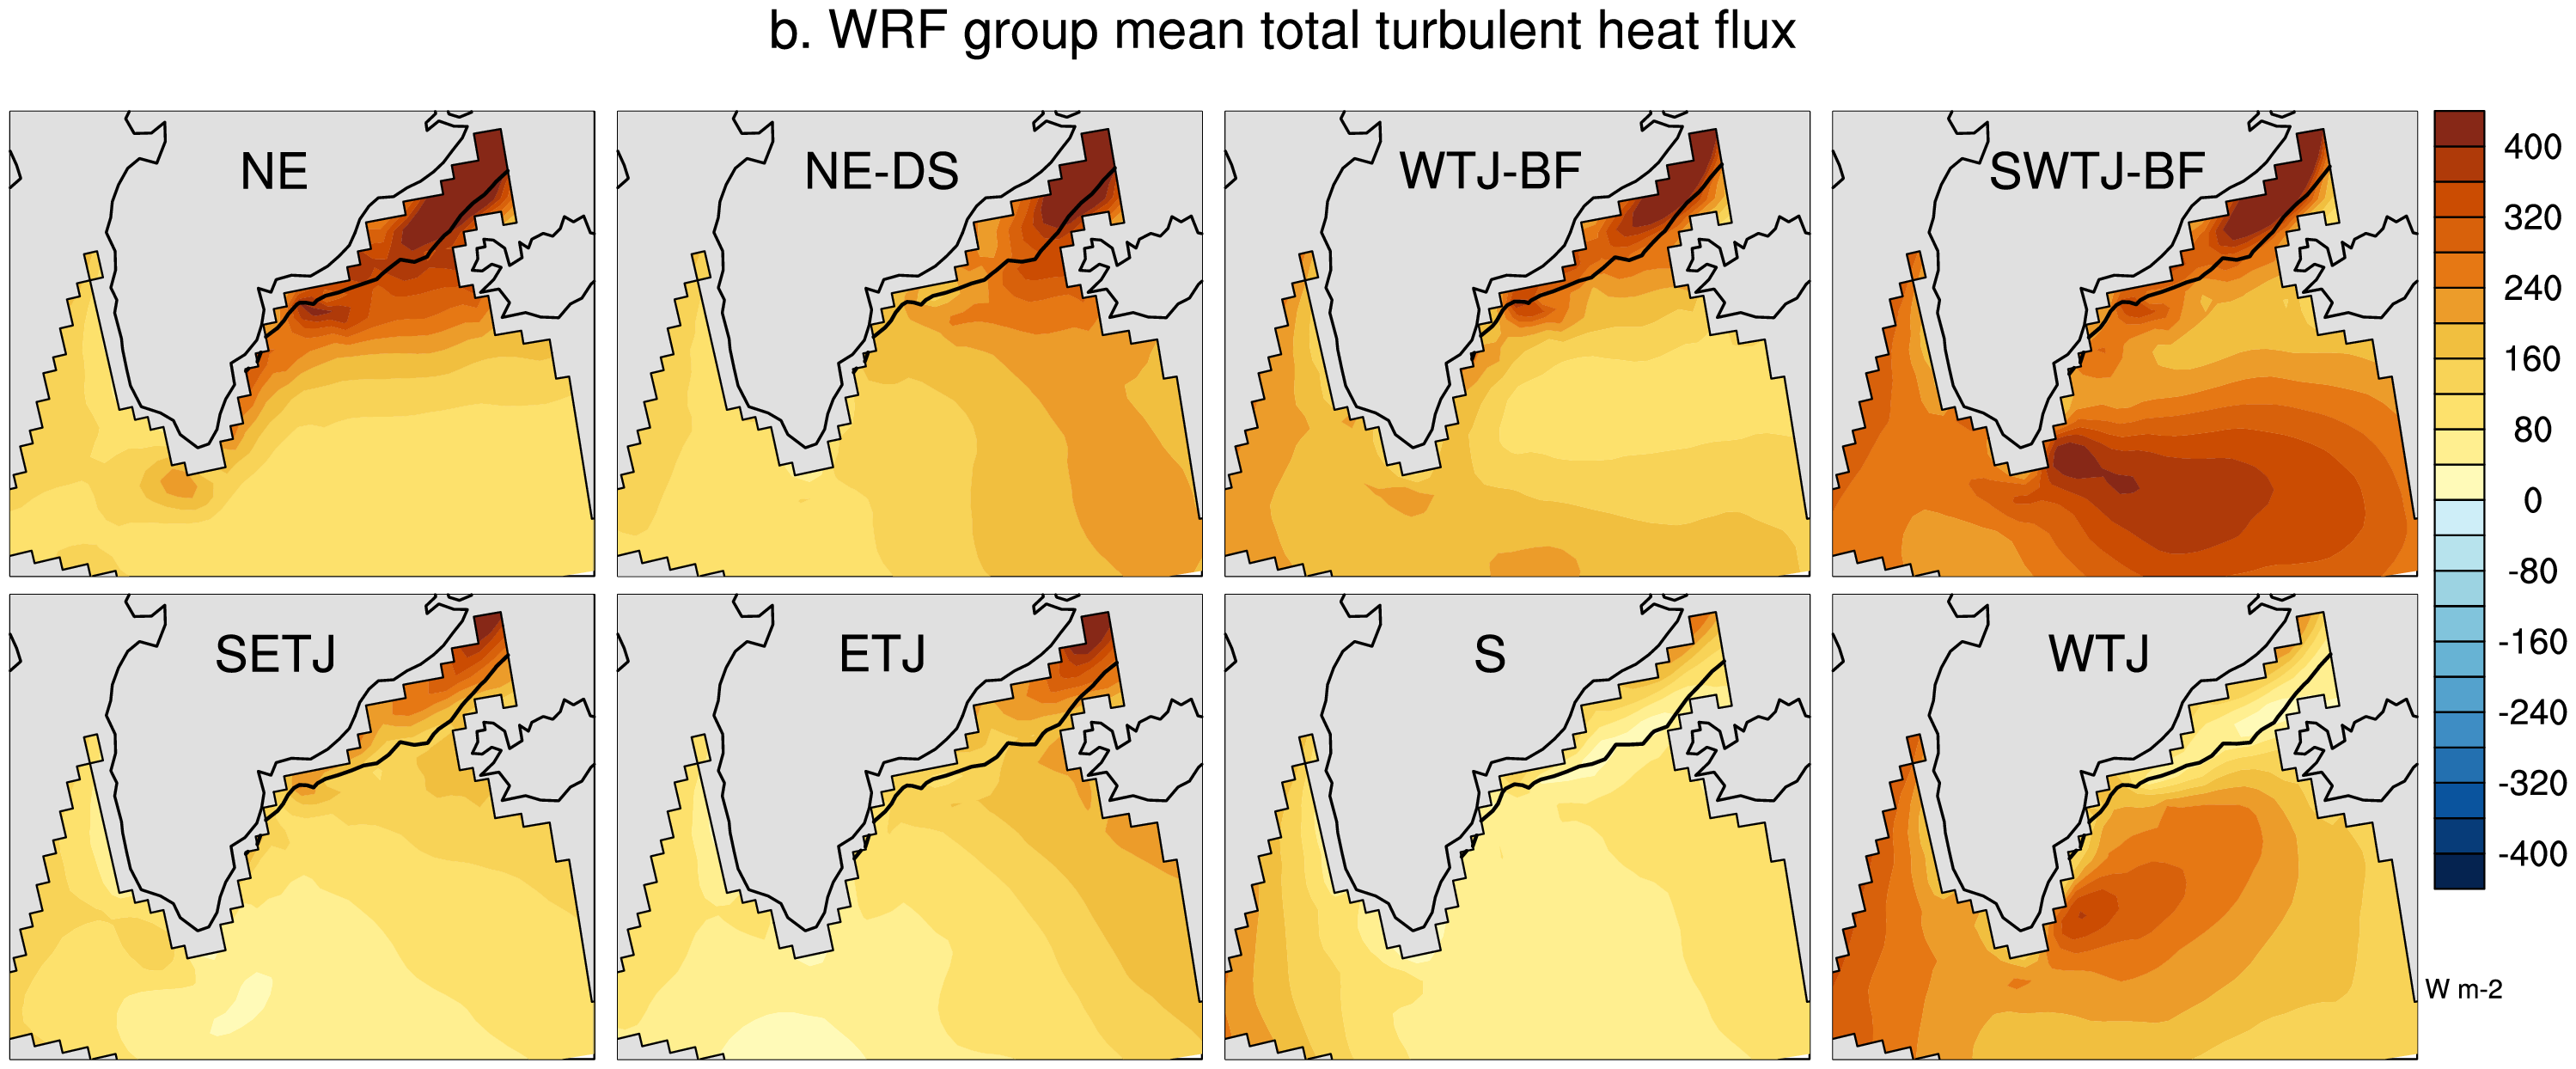 b. WRF group mean total turbulent heat flux
NE
NE-DS
WTJ-BF
SWTJ-BF
SETJ
ETJ
S
WTJ
400
320
240
160
80
0
-80
-160
-240
-320
-400
W m-2